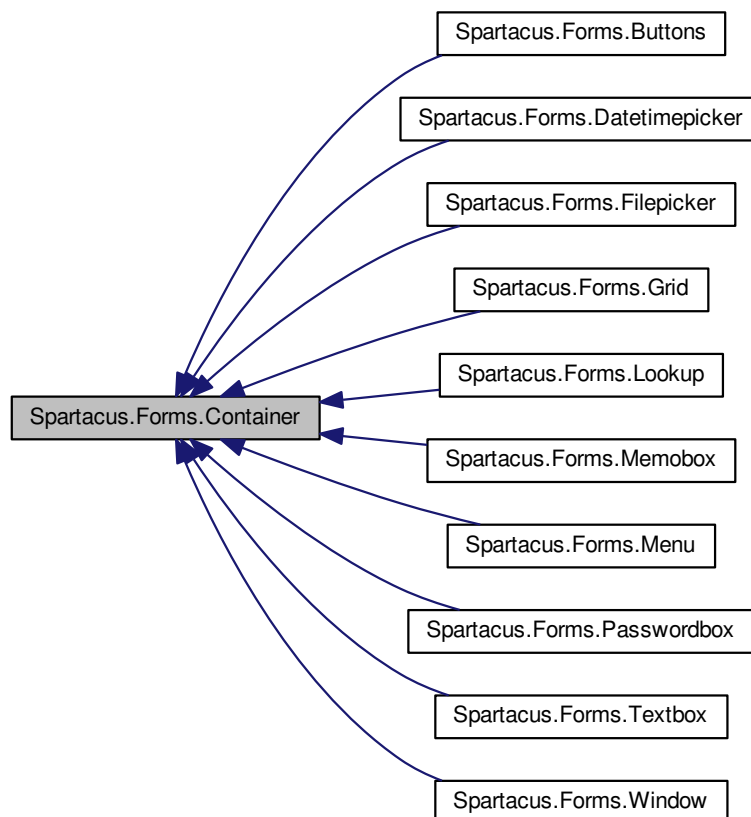 Spartacus.Forms.Buttons
Spartacus.Forms.Datetimepicker
Spartacus.Forms.Filepicker
Spartacus.Forms.Grid
Spartacus.Forms.Lookup
Spartacus.Forms.Container
Spartacus.Forms.Memobox
Spartacus.Forms.Menu
Spartacus.Forms.Passwordbox
Spartacus.Forms.Textbox
Spartacus.Forms.Window